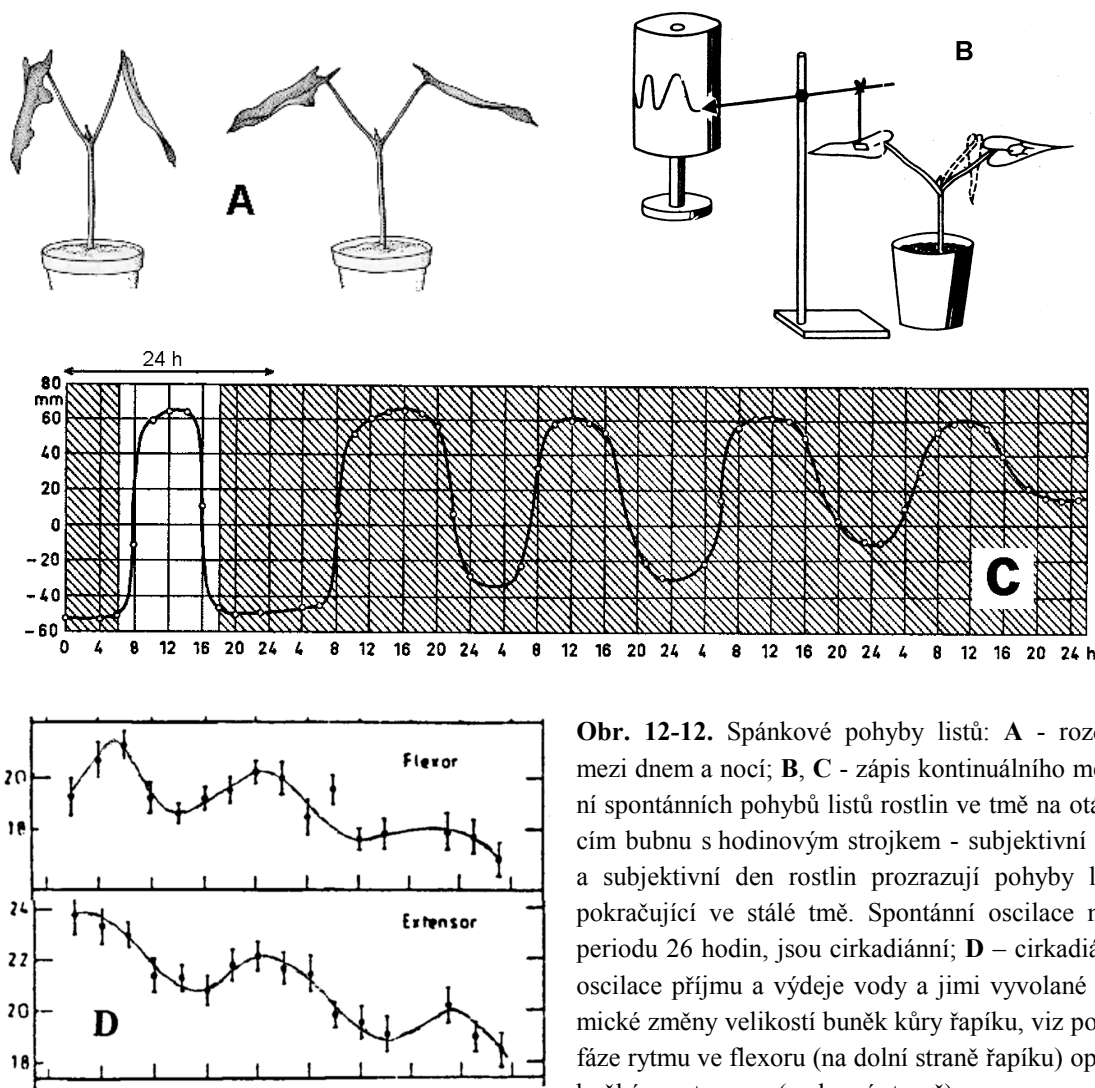 A
B
24 h
80
mm
60
40
20
0
-20
-40
-60
C
0 4 8 12 16 20 24 4 8 12 16 20 24 4 8 12 16 20 24 4 8 12 16 20 24 4 8 12 16 20 24 h
Flexor
20
18
Extensor
24
22
20
18
D
Obr. 12-12. Spánkové pohyby listů: A - rozd
mezi dnem a nocí; B, C - zápis kontinuálního mě
ní spontánních pohybů listů rostlin ve tmě na otá
cím bubnu s hodinovým strojkem - subjektivní
a subjektivní den rostlin prozrazují pohyby l
pokračující ve stálé tmě. Spontánní oscilace m
periodu 26 hodin, jsou cirkadiánní; D – cirkadiá
oscilace příjmu a výdeje vody a jimi vyvolané
mické změny velikostí buněk kůry řapíku, viz po
fáze rytmu ve flexoru (na dolní straně řapíku) op